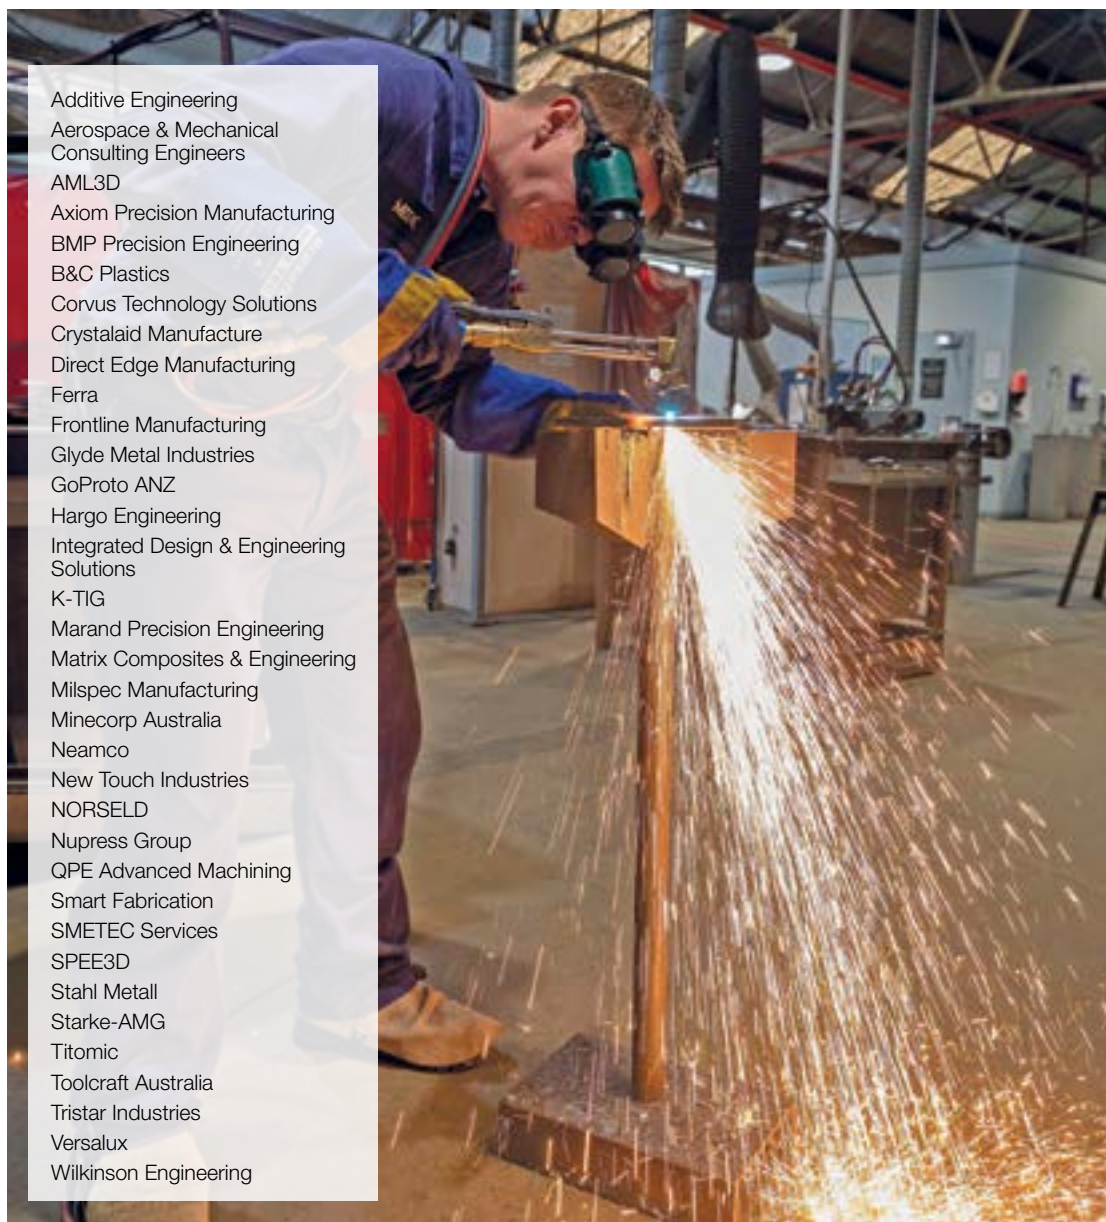 Additive Engineering
Aerospace & Mechanical
Consulting Engineers
AML3D
Axiom Precision Manufacturing
BMP Precision Engineering
B&C Plastics
Corvus Technology Solutions
Crystalaid Manufacture
Direct Edge Manufacturing
Ferra
Frontline Manufacturing
Glyde Metal Industries
GoProto ANZ
Hargo Engineering
Integrated Design & Engineering
Solutions
K-TIG
Marand Precision Engineering
Matrix Composites & Engineering
Milspec Manufacturing
Minecorp Australia
Neamco
New Touch Industries
NORSELD
Nupress Group
QPE Advanced Machining
Smart Fabrication
SMETEC Services
SPEE3D
Stahl Metall
Starke-AMG
Titomic
Toolcraft Australia
Tristar Industries
Versalux
Wilkinson Engineering